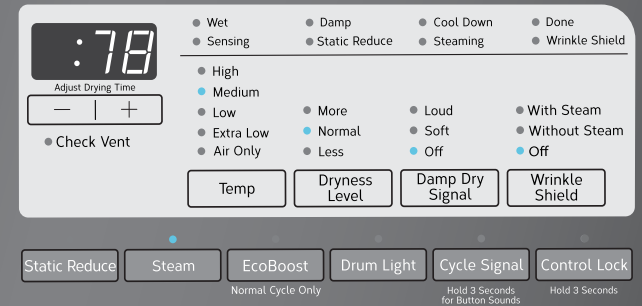 Wet
Damp
Cool Down
Done
Sensing
Static Reduce
Steaming
Wrinkle Shield
:78
Adjust Drying Time
− | +
Check Vent
High
Medium
Low
Extra Low
Air Only
More
Normal
Less
Loud
Soft
Off
With Steam
Without Steam
Off
Temp
Dryness
Level
Damp Dry
Signal
Wrinkle
Shield
Static Reduce
Steam
EcoBoost
Normal Cycle Only
Drum Light
Cycle Signal
Hold 3 Seconds
for Button Sounds
Control Lock
Hold 3 Seconds